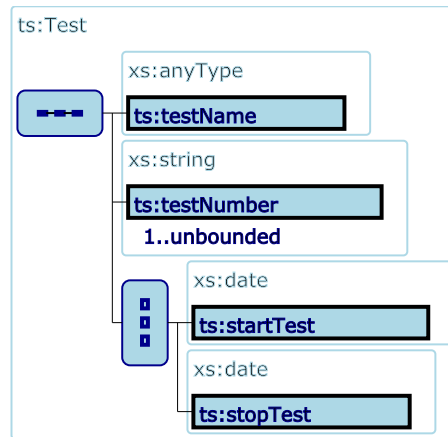 ts:Test
xs:anyType
ts:testName
xs:string
ts:testNumber
1..unbounded
xs:date
ts:startTest
xs:date
ts:stopTest